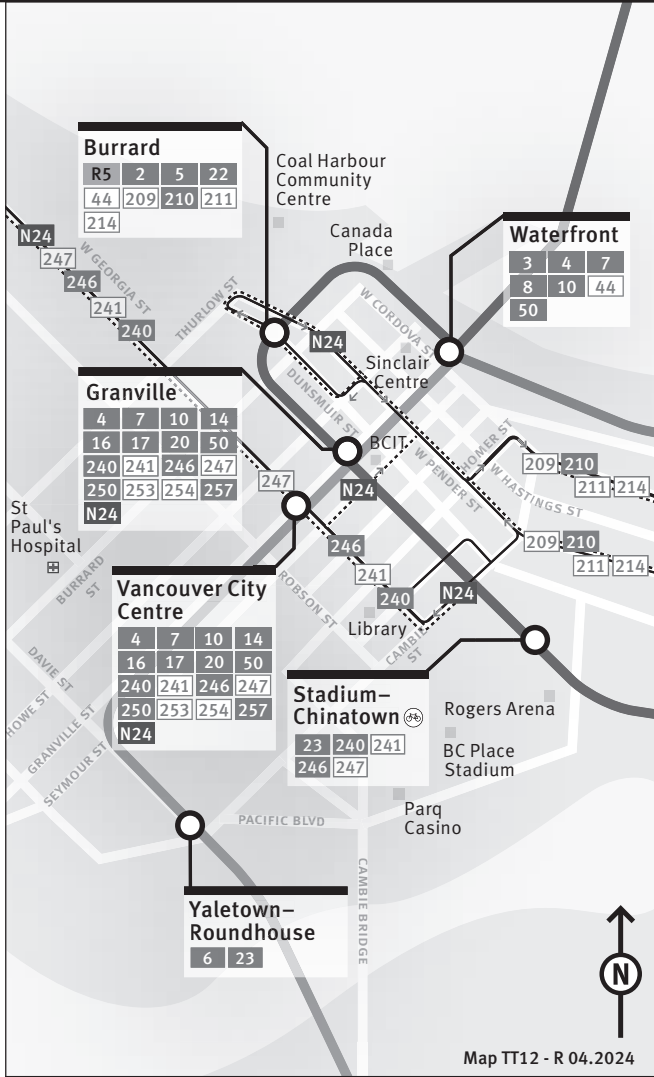 Burrard
R5 2 5 22
44 209 210 211
214
Coal Harbour
Community
Centre
Canada
Place
Waterfront
3 4 7
8 10 44
50
N24
247
246
241
240
W GEORGIA ST
THURLOW ST
N24
W CORDOVA ST
Sinclair
Centre
DUNSMUIR ST
Granville
4 7 10 14
16 17 20 50
240 241 246 247
250 253 254 257
N24
BCIT
W PENDER ST
HOMER ST
W HASTINGS ST
209 210
211 214
247
N24
St
Paul's
Hospital
BURRARD
ST
246
241
240
209 210
211 214
N24
ROBSON ST
Library
CAMBIE
ST
Vancouver City
Centre
4 7 10 14
16 17 20 50
240 241 246 247
250 253 254 257
N24
Stadium–
Chinatown
23 240 241
246 247
DAVIE ST
HOWE ST
GRANVILLE ST
SEYMOUR ST
Rogers Arena
BC Place
Stadium
Parq
Casino
PACIFIC BLVD
CAMBIE BRIDGE
Yaletown–
Roundhouse
6 23
N
Map TT12 - R 04.2024